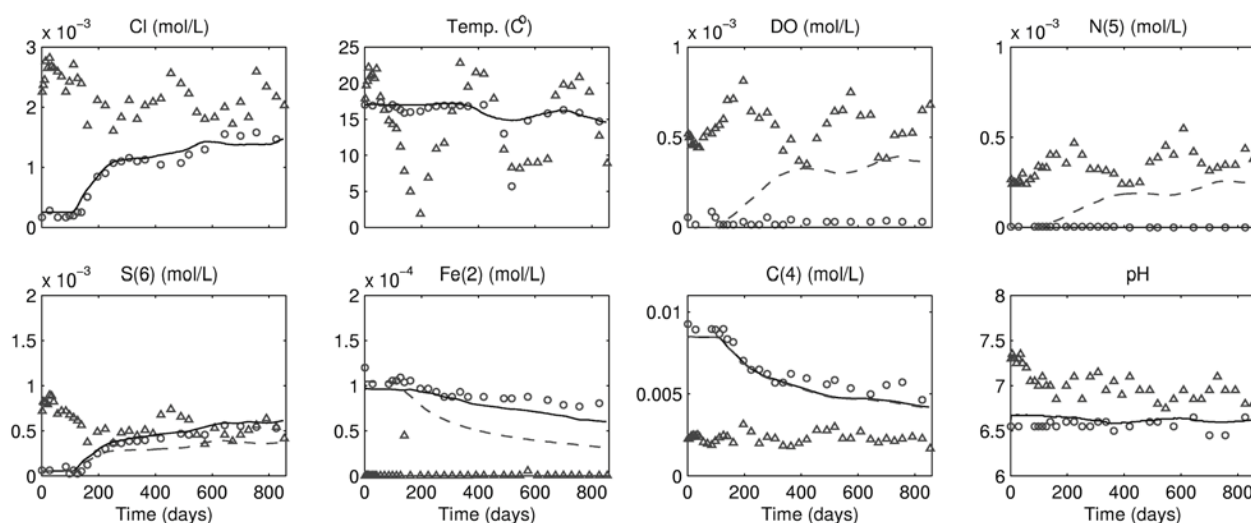 Cl (mol/L)
x 10⁻³
3
2
1
0
0 200 400 600 800
Temp. (C°)
25
20
15
10
5
0
0 200 400 600 800
DO (mol/L)
x 10⁻³
1
0.5
0
0 200 400 600 800
N(5) (mol/L)
x 10⁻³
1
0.5
0
0 200 400 600 800
S(6) (mol/L)
x 10⁻³
2
1.5
1
0.5
0
0 200 400 600 800
Time (days)
Fe(2) (mol/L)
x 10⁻⁴
2
1.5
1
0.5
0
0 200 400 600 800
Time (days)
C(4) (mol/L)
0.01
0.005
0
0 200 400 600 800
Time (days)
pH
8
7.5
7
6.5
6
0 200 400 600 800
Time (days)